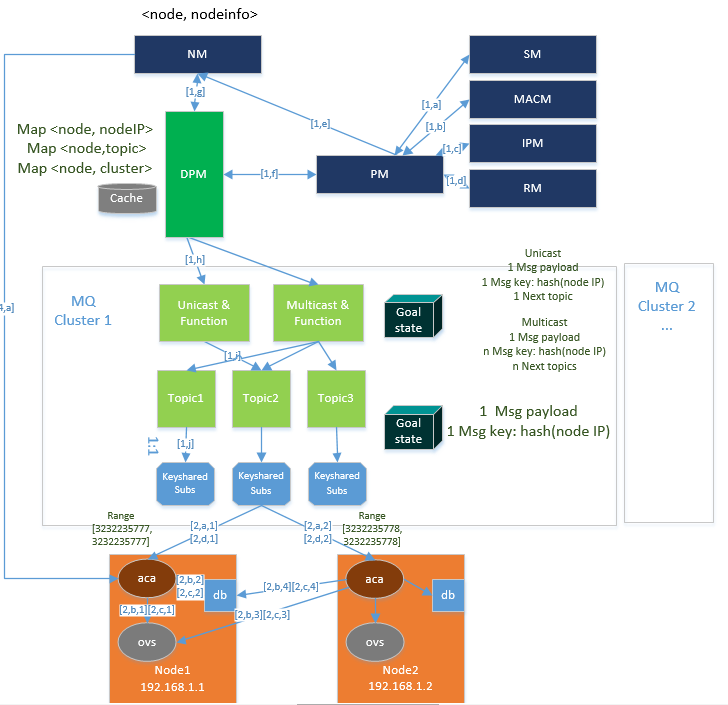 <node, nodeinfo>
NM
SM
[1,g]
[1,a]
MACM
[1,b]
[1,e]
Map <node, nodeIP>
Map <node,topic>
Map <node, cluster>
IPM
[1,c]
DPM
[1,f]
PM
[1,d]
RM
Cache
[1,h]
Unicast
1 Msg payload
1 Msg key: hash(node IP)
1 Next topic
MQ
Cluster 1
MQ
Cluster 2
...
Unicast &
Function
Multicast &
Function
Goal
state
Multicast
1 Msg payload
n Msg key: hash(node IP)
n Next topics
[1,i]
Topic1
Topic2
Topic3
Goal
state
1 Msg payload
1 Msg key: hash(node IP)
1:1
[1,j]
Keyshared
Subs
Keyshared
Subs
Keyshared
Subs
Range
[3232235777,
3232235777]
[2,a,1]
[2,d,1]
[2,a,2]
[2,d,2]
Range
[3232235778,
3232235778]
aca
[2,b,2]
[2,c,2]
db
[2,b,4][2,c,4]
aca
db
[2,b,1][2,c,1]
[2,b,3][2,c,3]
ovs
ovs
Node1
192.168.1.1
Node2
192.168.1.2